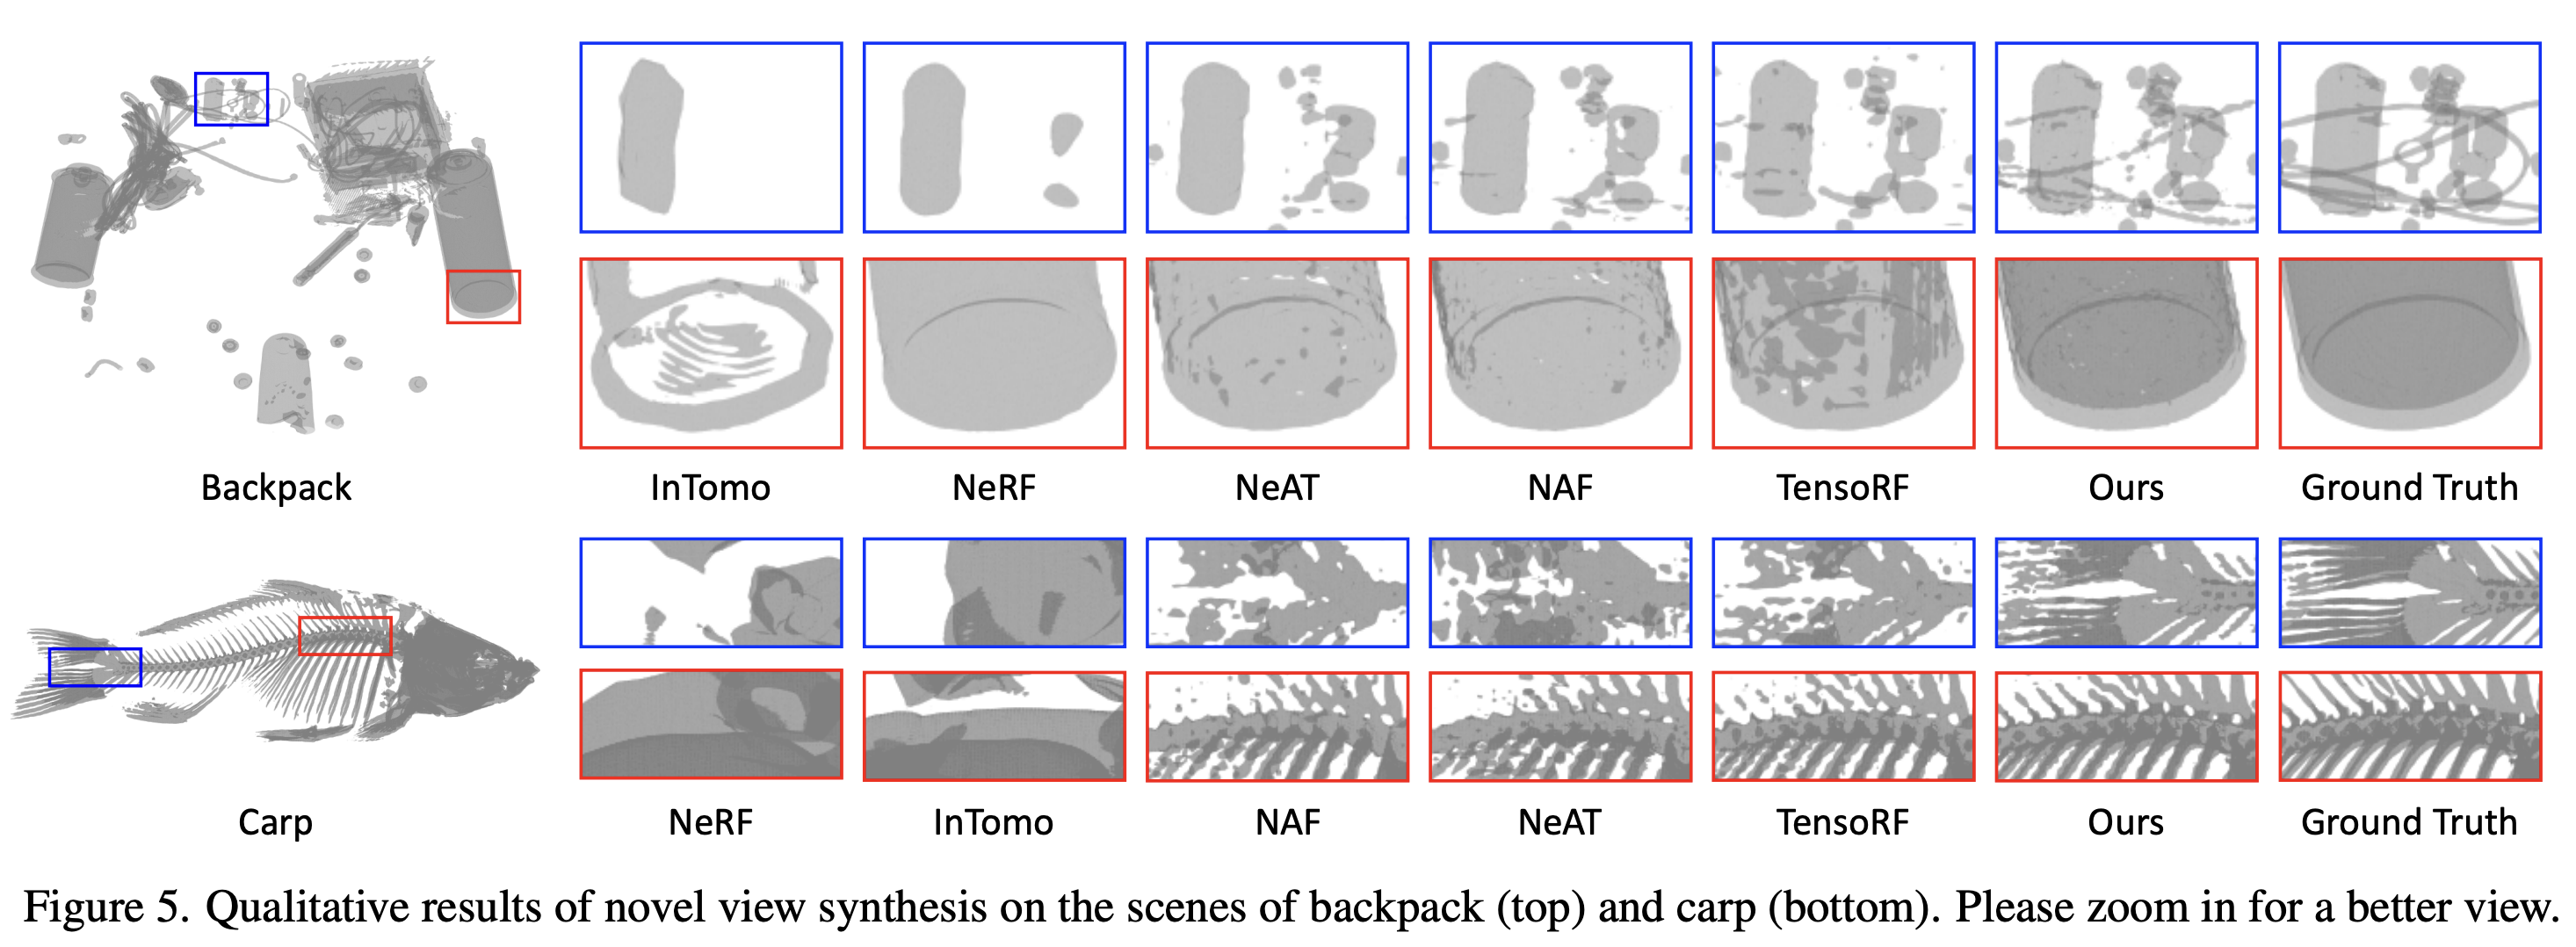 Backpack InTomo NeRF NeAT NAF TensoRF Ours Ground Truth
Carp NeRF InTomo NAF NeAT TensoRF Ours Ground Truth
Figure 5. Qualitative results of novel view synthesis on the scenes of backpack (top) and carp (bottom). Please zoom in for a better view.